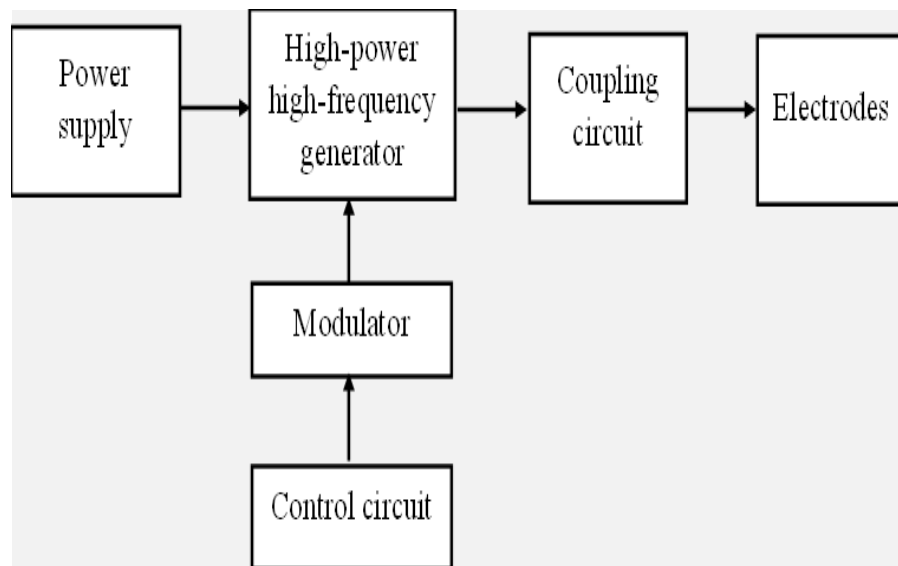 Power
supply
High-power
high-frequency
generator
Coupling
circuit
Electrodes
Modulator
Control circuit